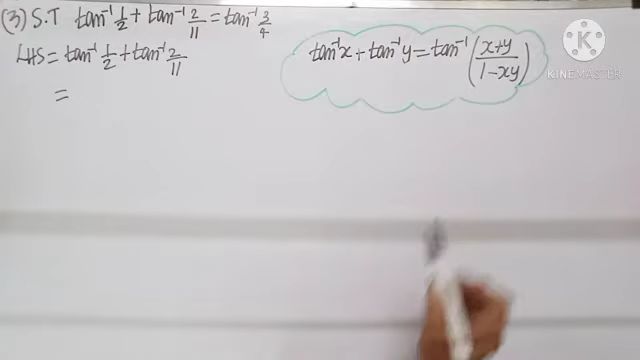 (3) S.T tan⁻¹ 1/2 + tan⁻¹ 2/11 = tan⁻¹ 3/4
LHS = tan⁻¹ 1/2 + tan⁻¹ 2/11
=
tan⁻¹x + tan⁻¹y = tan⁻¹ ( x+y / 1-xy )
KINEMASTER